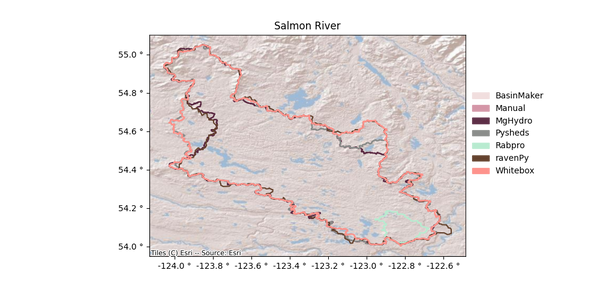 Salmon River
55.0 °
54.8 °
54.6 °
54.4 °
54.2 °
54.0 °
Tiles (C) Esri -- Source: Esri
-124.0 ° -123.8 ° -123.6 ° -123.4 ° -123.2 ° -123.0 ° -122.8 ° -122.6 °
BasinMaker
Manual
MgHydro
Pysheds
Rabpro
ravenPy
Whitebox